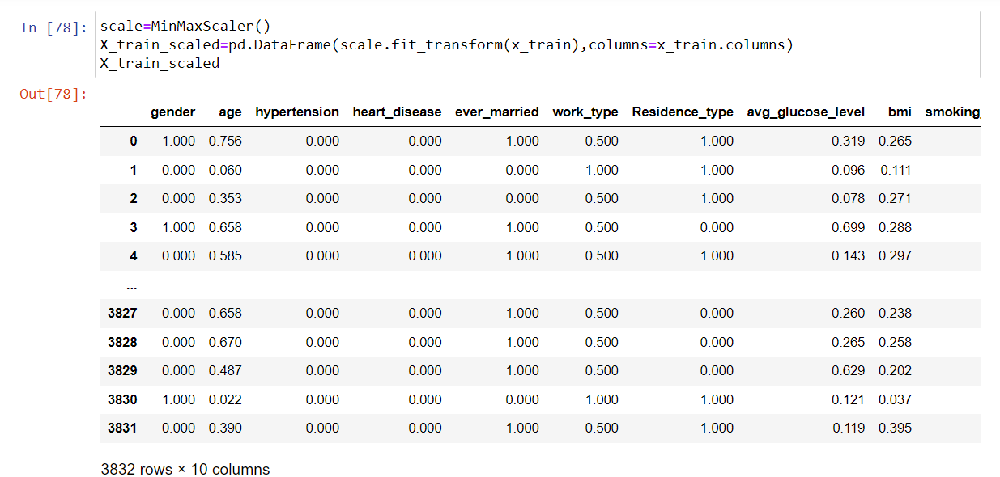 In [78]: scale=MinMaxScaler()
X_train_scaled=pd.DataFrame(scale.fit_transform(x_train),columns=x_train.columns)
X_train_scaled
Out[78]:
gender age hypertension heart_disease ever_married work_type Residence_type avg_glucose_level bmi smoking_
0 1.000 0.756 0.000 0.000 1.000 0.500 1.000 0.319 0.265
1 0.000 0.060 0.000 0.000 0.000 1.000 1.000 0.096 0.111
2 0.000 0.353 0.000 0.000 0.000 0.500 1.000 0.078 0.271
3 1.000 0.658 0.000 0.000 1.000 0.500 0.000 0.699 0.288
4 0.000 0.585 0.000 0.000 1.000 0.500 1.000 0.143 0.297
... ... ... ... ... ... ... ... ... ...
3827 0.000 0.658 0.000 0.000 1.000 0.500 0.000 0.260 0.238
3828 0.000 0.670 0.000 0.000 1.000 0.500 0.000 0.265 0.258
3829 0.000 0.487 0.000 0.000 1.000 0.500 0.000 0.629 0.202
3830 1.000 0.022 0.000 0.000 0.000 1.000 1.000 0.121 0.037
3831 0.000 0.390 0.000 0.000 1.000 0.500 1.000 0.119 0.395
3832 rows × 10 columns